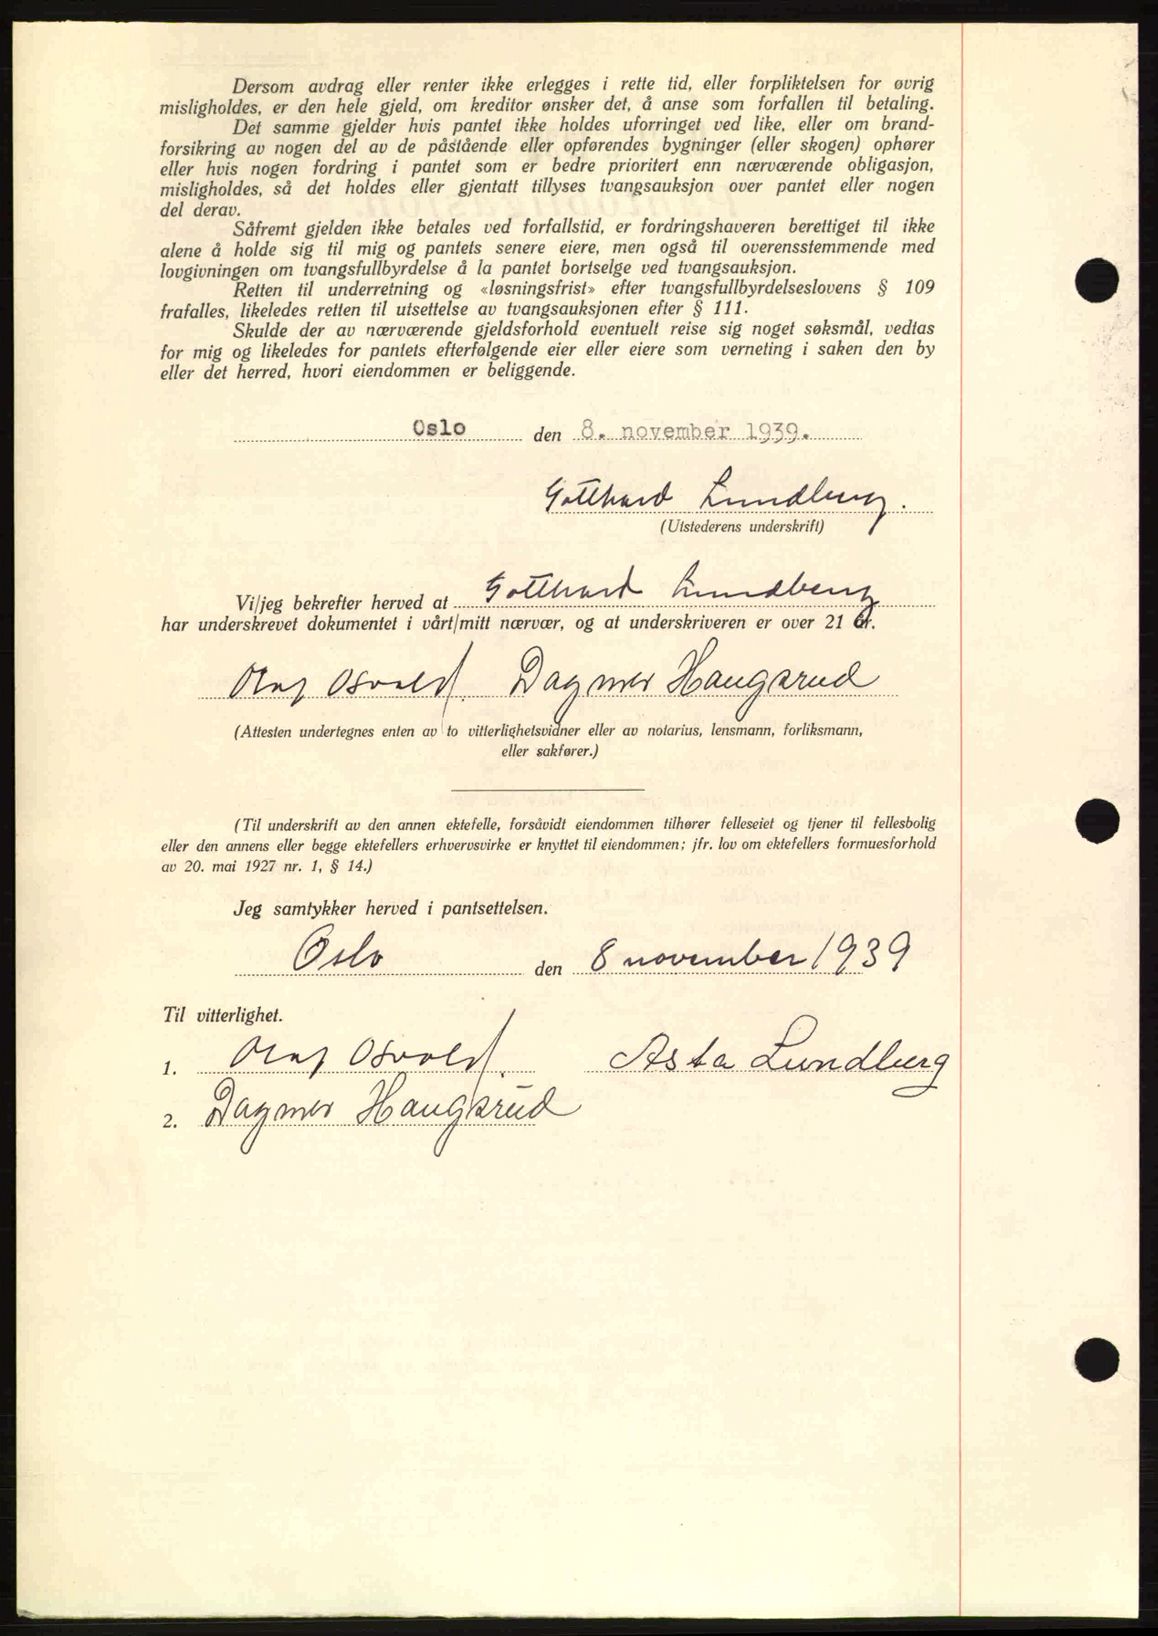 Dersom avdrag eller renter ikke erlegges i rette tid, eller forpliktelsen for øvrig
misligholdes, er den hele gjeld, om kreditor ønsker det, å anse som forfallen til betaling.
Det samme gjelder hvis pantet ikke holdes uforringet ved like, eller om brand-
forsikring av nogen del av de påstående eller opførendes bygninger (eller skogen) ophører
eller hvis nogen fordring i pantet som er bedre prioritert enn nærværende obligasjon,
misligholdes, så det holdes eller gjentatt tillyses tvangsauksjon over pantet eller nogen
del derav.
Såfremt gjelden ikke betales ved forfallstid, er fordringshaveren berettiget til ikke
alene å holde sig til mig og pantets senere eiere, men også til overensstemmende med
lovgivningen om tvangsfullbyrdelse å la pantet bortselge ved tvangsauksjon.
Retten til underretning og «løsningsfrist» efter tvangsfullbyrdelseslovens § 109
frafalles, likeledes retten til utsettelse av tvangsauksjonen efter § 111.
Skulde der av nærværende gjeldsforhold eventuelt reise sig noget søksmål, vedtas
for mig og likeledes for pantets efterfølgende eier eller eiere som verneting i saken den by
eller det herred, hvori eiendommen er beliggende.
Oslo den 8. november 1939.
Gotthard Lundberg.
(Utstederens underskrift)
Vi/jeg bekrefter herved at Gotthard Lundberg
har underskrevet dokumentet i vårt/mitt nærvær, og at underskriveren er over 21 år.
Olaf Osvold. Dagmer Haugsrud
(Attesten undertegnes enten av to vitterlighetsvidner eller av notarius, lensmann, forliksmann,
eller sakfører.)
(Til underskrift av den annen ektefelle, forsåvidt eiendommen tilhører felleseiet og tjener til fellesbolig
eller den annens eller begge ektefellers erhvervsvirke er knyttet til eiendommen; jfr. lov om ektefellers formuesforhold
av 20. mai 1927 nr. 1, § 14.)
Jeg samtykker herved i pantsettelsen.
Oslo den 8 november 1939
Til vitterlighet.
1. Olaf Osvold. Asta Lundberg
2. Dagmer Haugsrud